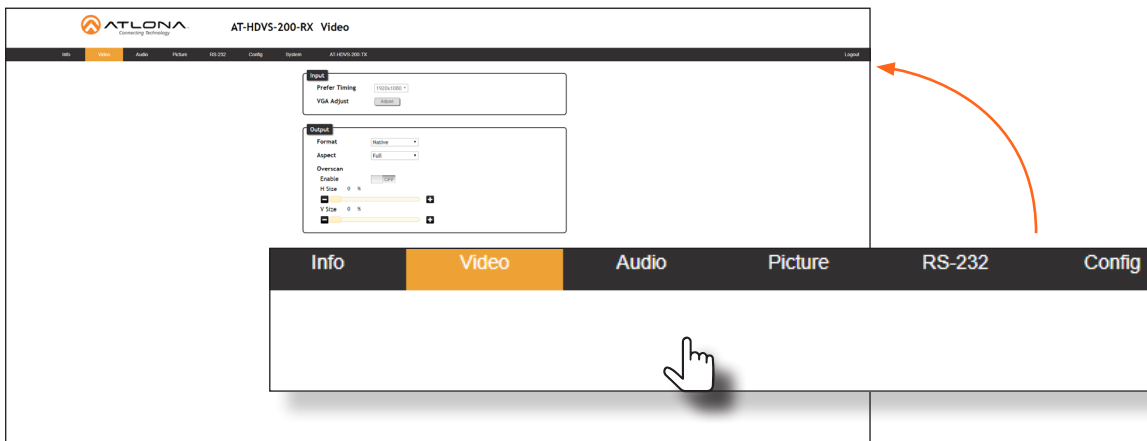 ATLONA
Connecting Technology
AT-HDVS-200-RX Video
Info Video Audio Picture RS-232 Config System AT-HDVS-200-TX Logout
Input
Prefer Timing 1920x1080
VGA Adjust Adjust
Output
Format Native
Aspect Full
Overscan
Enable OFF
H Size 0 %
V Size 0 %
Info Video Audio Picture RS-232 Config